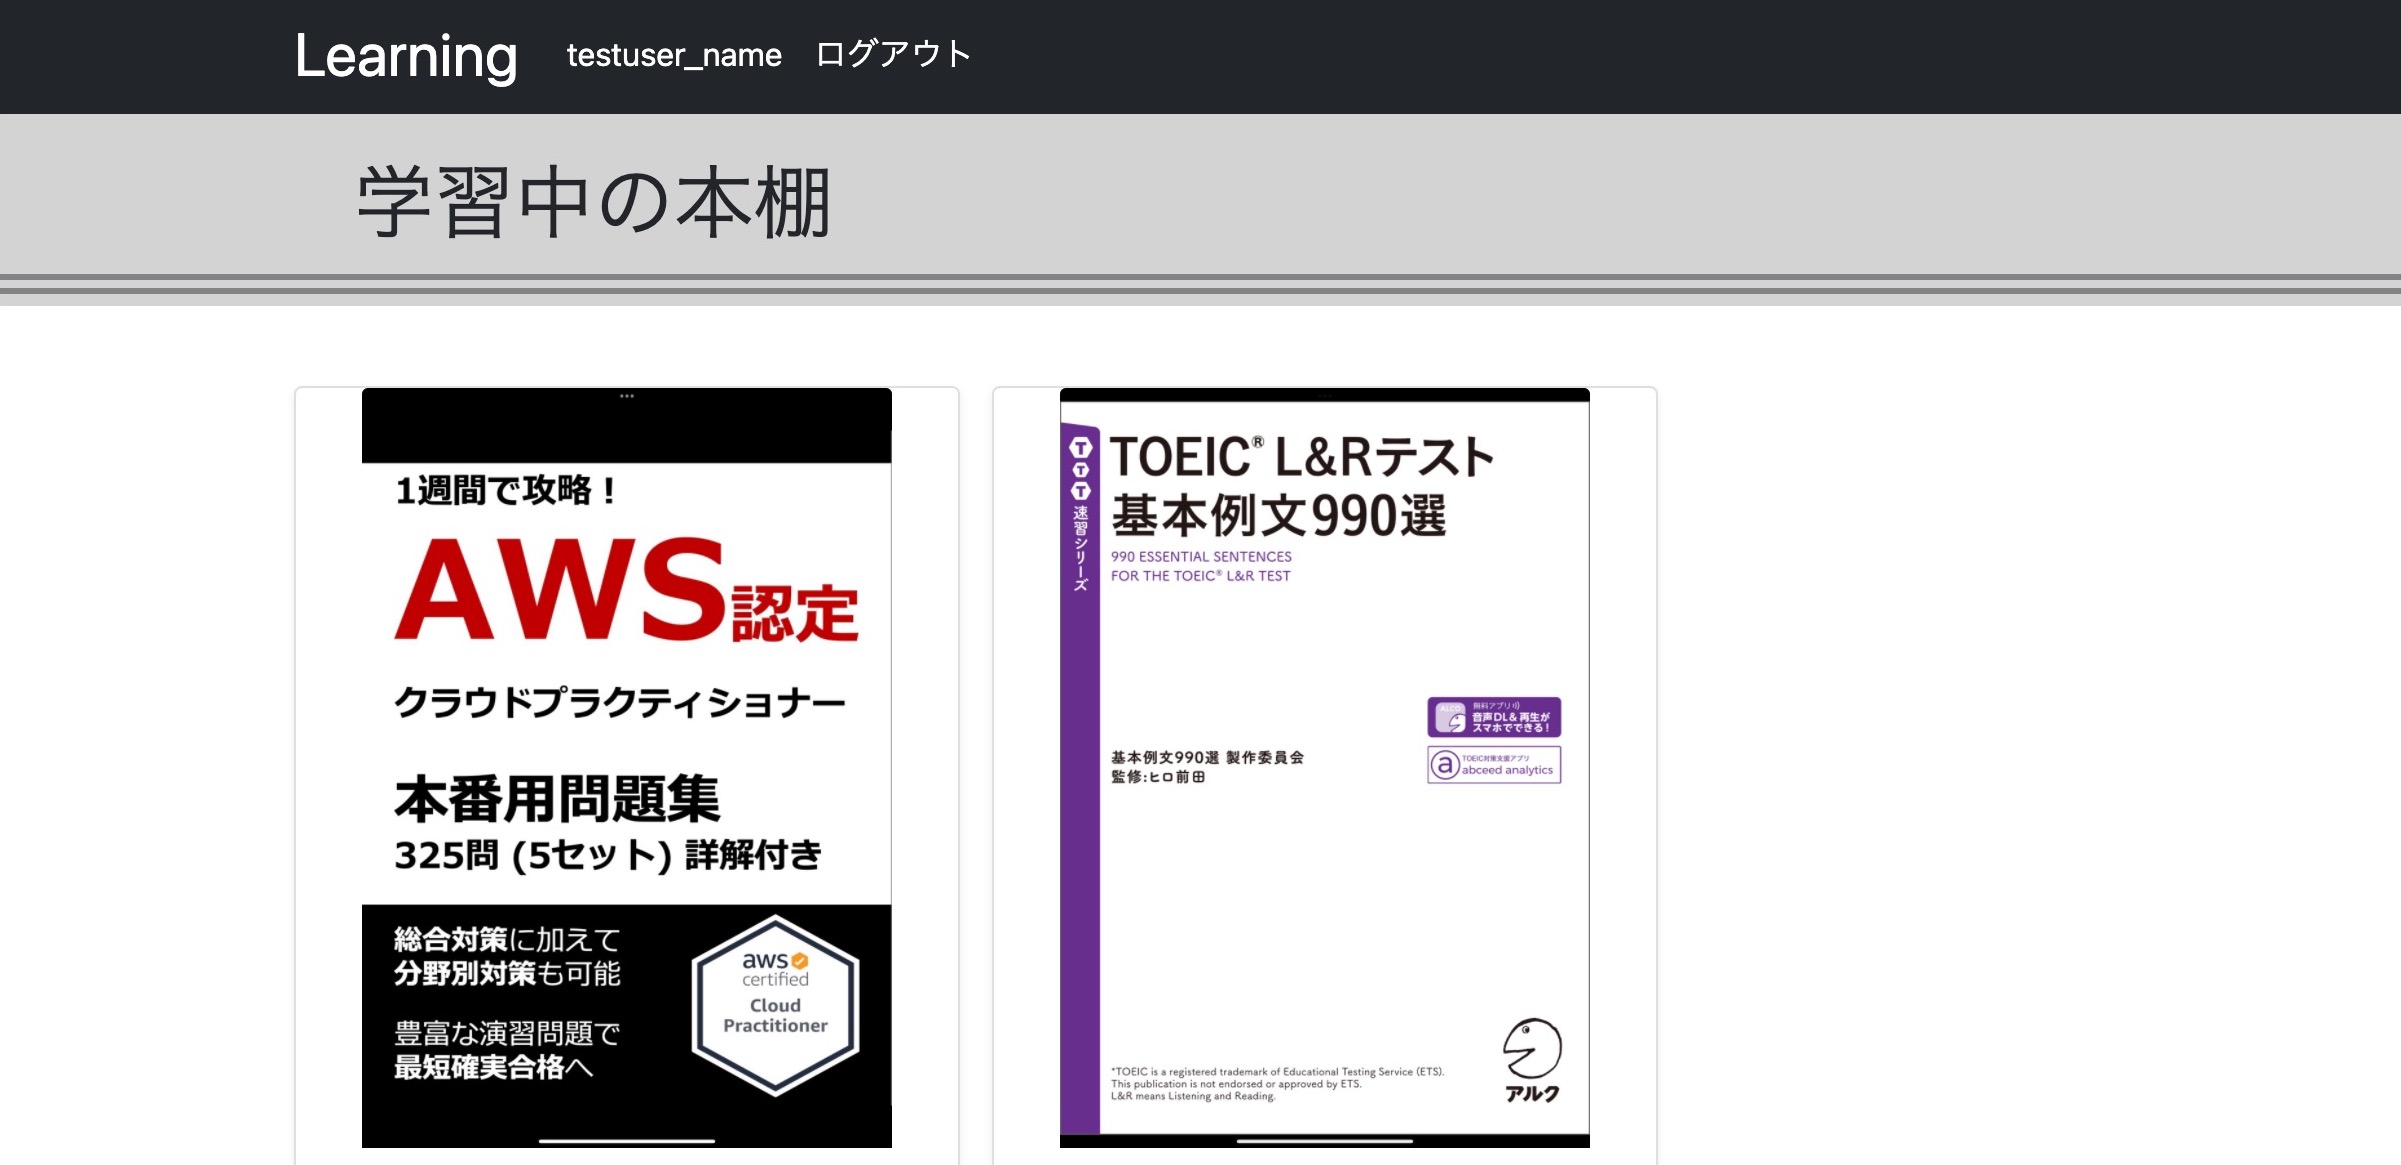 Learning testuser_name ログアウト
学習中の本棚
1週間で攻略！
AWS認定
クラウドプラクティショナー
本番用問題集
325問 (5セット) 詳解付き
総合対策に加えて
分野別対策も可能
豊富な演習問題で
最短確実合格へ
aws
certified
Cloud
Practitioner
TTT 速習シリーズ
TOEIC® L&Rテスト
基本例文990選
990 ESSENTIAL SENTENCES
FOR THE TOEIC® L&R TEST
ALCO
無料アプリ
音声DL&再生が
スマホでできる！
基本例文990選 製作委員会
監修:ヒロ前田
TOEIC対策支援アプリ
a abceed analytics
*TOEIC is a registered trademark of Educational Testing Service (ETS).
This publication is not endorsed or approved by ETS.
L&R means Listening and Reading.
アルク